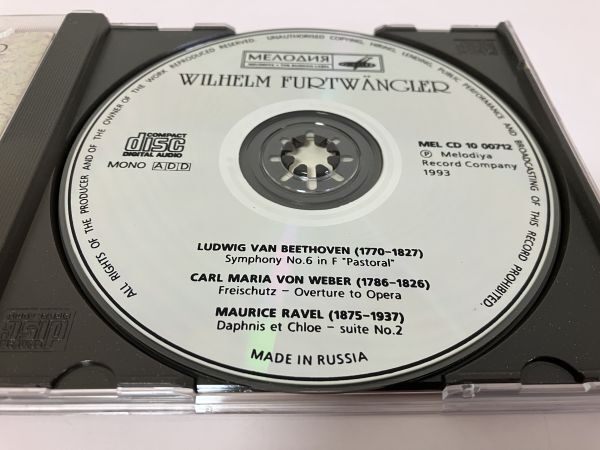 МЕЛОДИЯ
MELODIYA • THE RUSSIAN LABEL
WILHELM FURTWÄNGLER
COMPACT
disc
DIGITAL AUDIO
MONO ADD
MEL CD 10 00712
Ⓟ Melodiya
Record Company
1993
LUDWIG VAN BEETHOVEN (1770-1827)
Symphony No.6 in F "Pastoral"
CARL MARIA VON WEBER (1786-1826)
Freischutz - Overture to Opera
MAURICE RAVEL (1875-1937)
Daphnis et Chloe - suite No.2
MADE IN RUSSIA
ALL RIGHTS OF THE PRODUCER AND OF THE OWNER OF THE WORK REPRODUCED RESERVED. UNAUTHORISED COPYING, HIRING, LENDING, PUBLIC PERFORMANCE AND BROADCASTING OF THIS RECORD PROHIBITED.